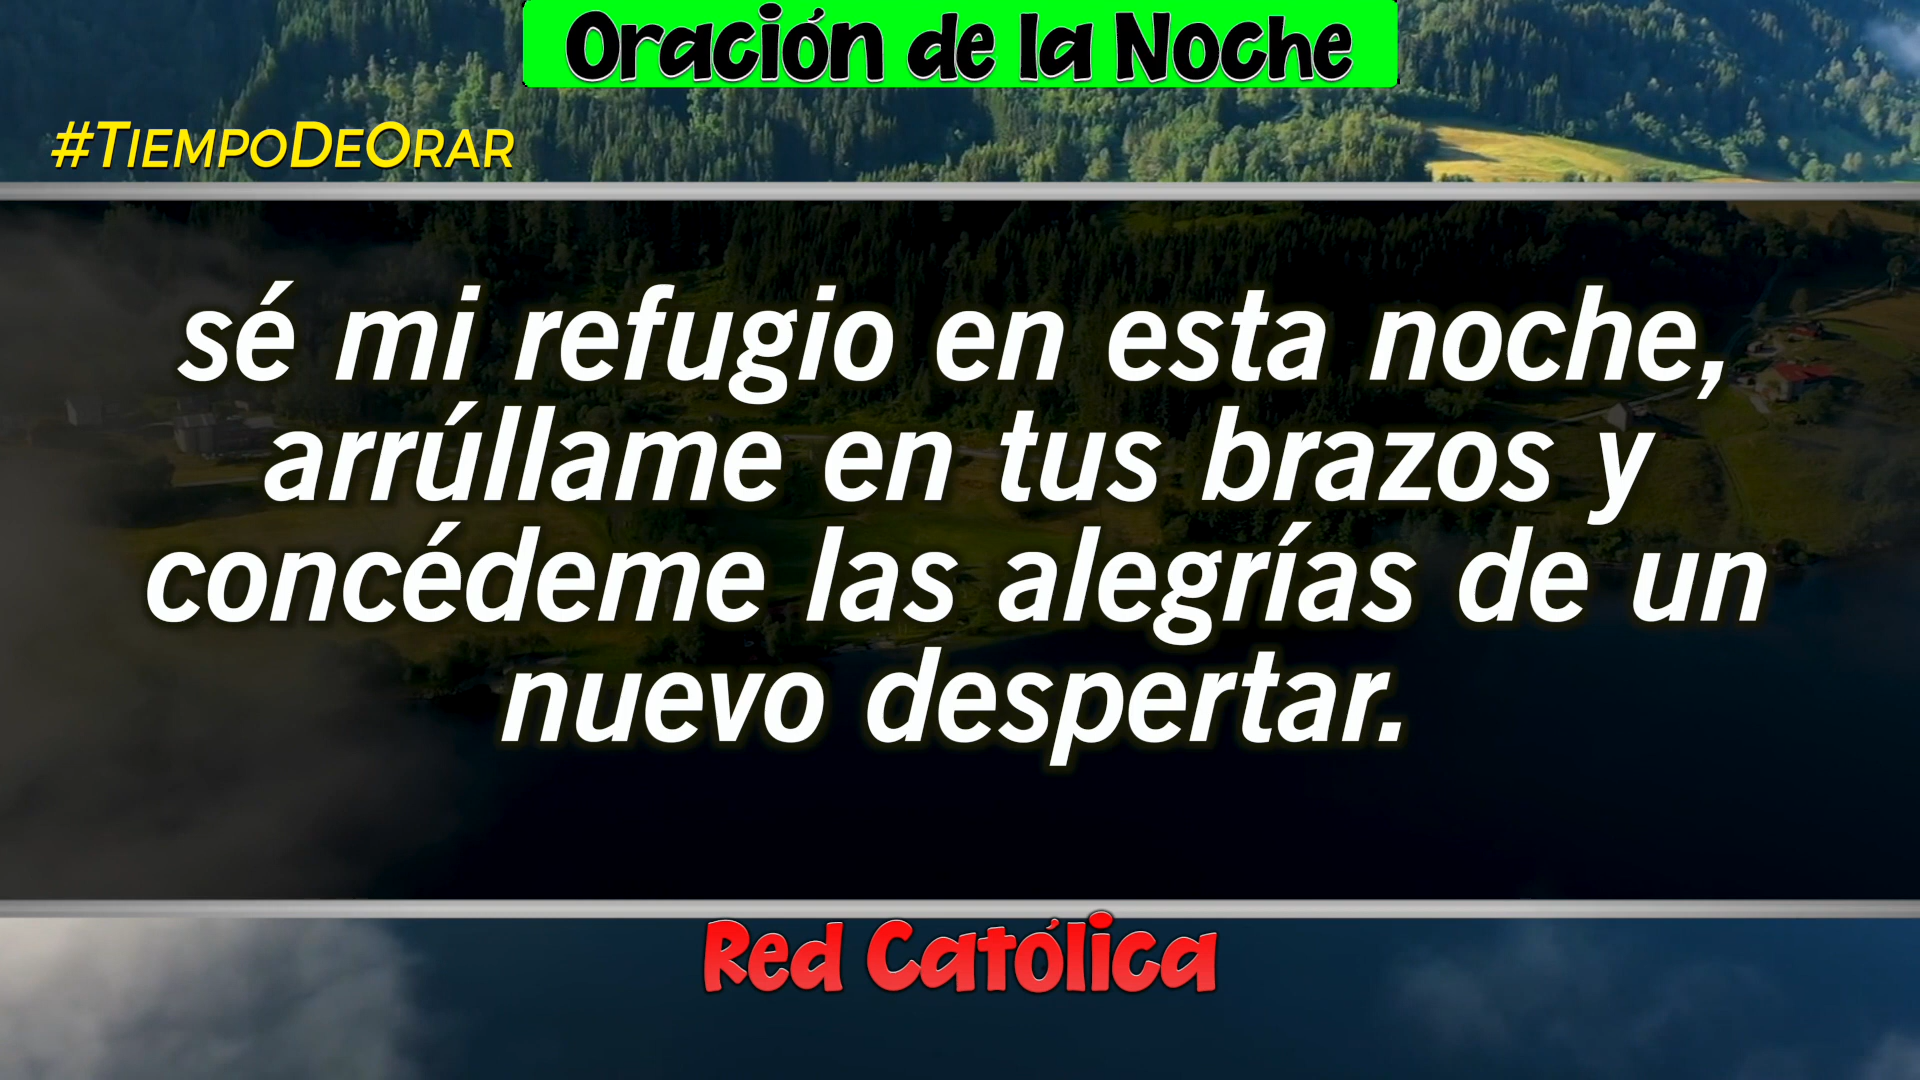 Oración de la Noche
#TiempoDeOrar
sé mi refugio en esta noche,
arrúllame en tus brazos y
concédeme las alegrías de un
nuevo despertar.
Red Católica